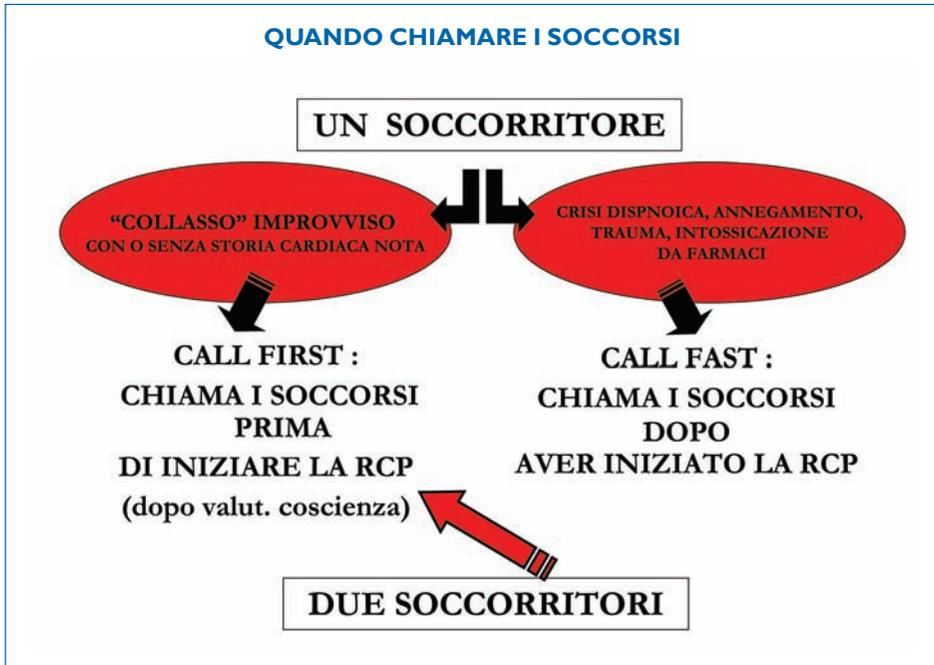 QUANDO CHIAMARE I SOCCORSI
UN SOCCORRITORE
“COLLASSO” IMPROVVISO
CON O SENZA STORIA CARDIACA NOTA
CRISI DISPNOICA, ANNEGAMENTO,
TRAUMA, INTOSSICAZIONE
DA FARMACI
CALL FIRST :
CHIAMA I SOCCORSI
PRIMA
DI INIZIARE LA RCP
(dopo valut. coscienza)
CALL FAST :
CHIAMA I SOCCORSI
DOPO
AVER INIZIATO LA RCP
DUE SOCCORRITORI